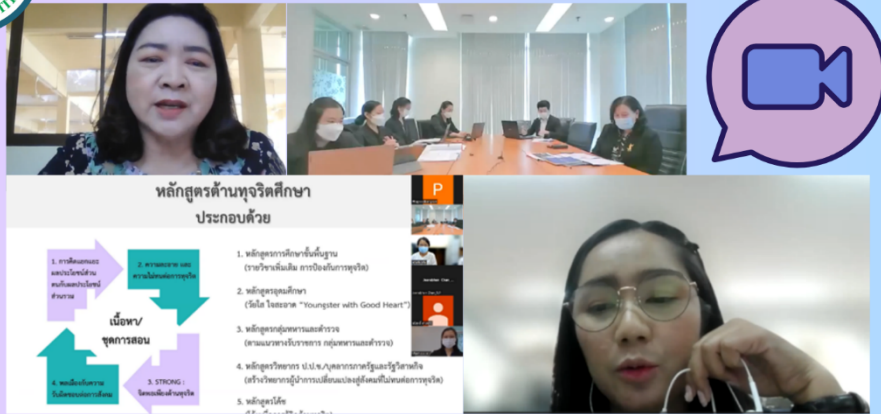 หลักสูตรต้านทุจริตศึกษา
ประกอบด้วย
1. การคิดแยกแยะ
ผลประโยชน์ส่วน
ตนกับผลประโยชน์
ส่วนรวม
2. ความละอาย และ
ความไม่ทนต่อการทุจริต
เนื้อหา/
ชุดการสอน
4. พลเมืองกับความ
รับผิดชอบต่อการสังคม
3. STRONG :
จิตพอเพียงต้านทุจริต
1. หลักสูตรการศึกษาขั้นพื้นฐาน
(รายวิชาเพิ่มเติม การป้องกันการทุจริต)
2. หลักสูตรอุดมศึกษา
(วัยใส ใจสะอาด "Youngster with Good Heart")
3. หลักสูตรกลุ่มทหารและตำรวจ
(ตามแนวทางรับราชการ กลุ่มทหารและตำรวจ)
4. หลักสูตรวิทยากร ป.ป.ช./บุคลากรภาครัฐและรัฐวิสาหกิจ
(สร้างวิทยากรผู้นำการเปลี่ยนแปลงสู่สังคมที่ไม่ทนต่อการทุจริต)
5. หลักสูตรโค้ช
P